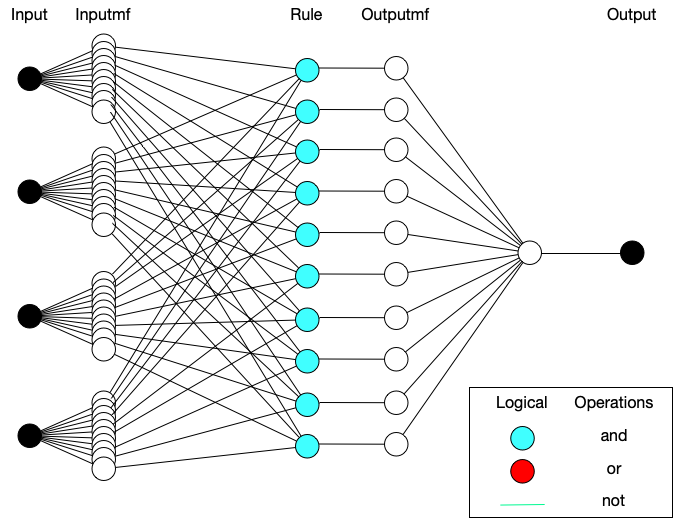 Input Inputmf Rule Outputmf Output
Logical Operations
and
or
not